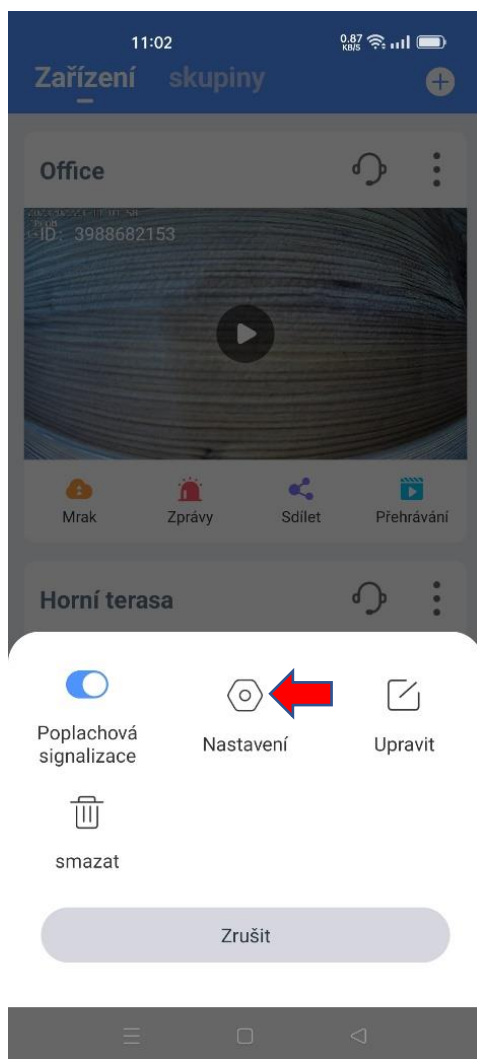 11:02
0.87
KB/S
Zařízení skupiny
Office
ID: 3988682153
Mrak Zprávy Sdílet Přehrávání
Horní terasa
Poplachová
signalizace
Nastavení
Upravit
smazat
Zrušit